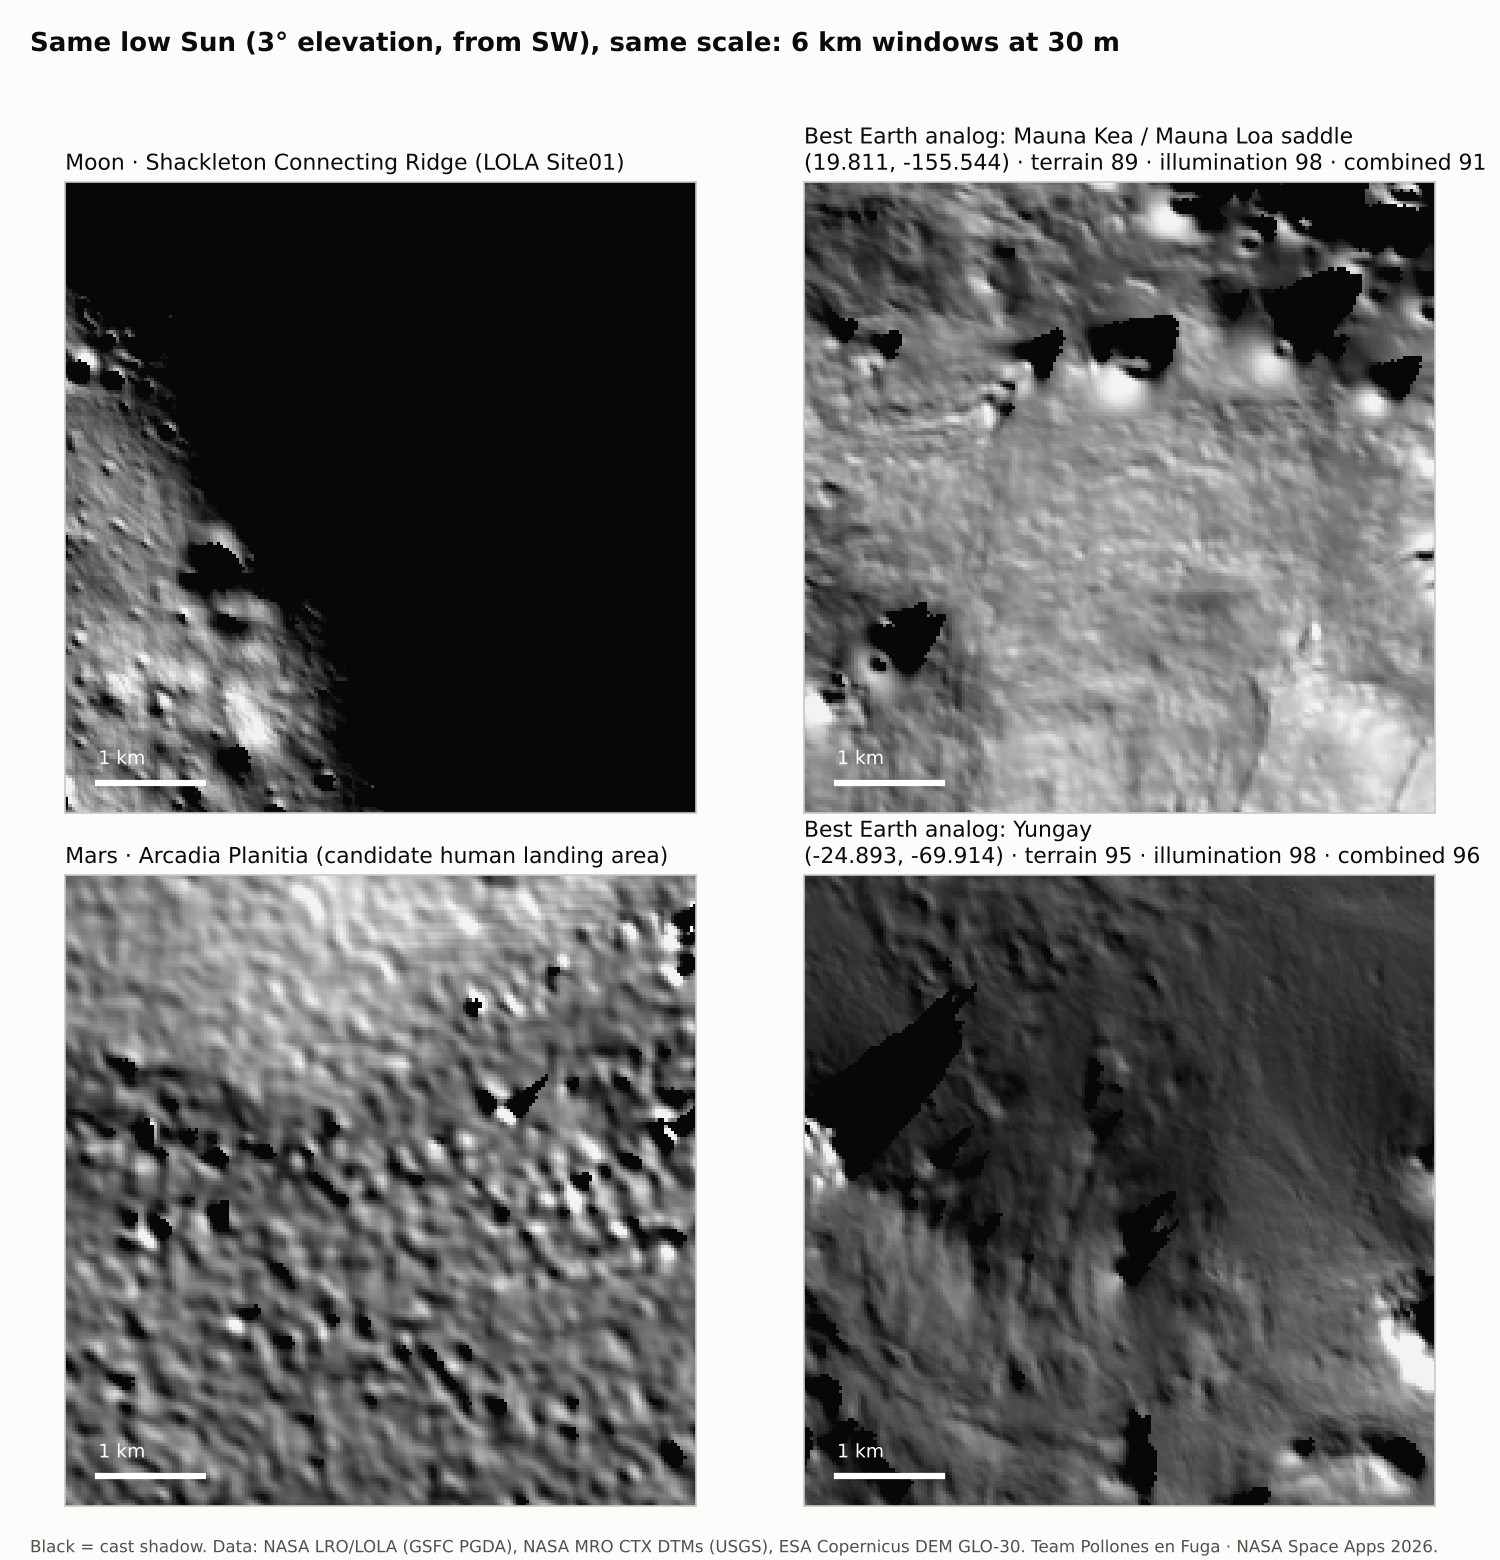 Same low Sun (3° elevation, from SW), same scale: 6 km windows at 30 m
Moon · Shackleton Connecting Ridge (LOLA Site01)
Best Earth analog: Mauna Kea / Mauna Loa saddle
(19.811, -155.544) · terrain 89 · illumination 98 · combined 91
1 km
1 km
Mars · Arcadia Planitia (candidate human landing area)
Best Earth analog: Yungay
(-24.893, -69.914) · terrain 95 · illumination 98 · combined 96
1 km
1 km
Black = cast shadow. Data: NASA LRO/LOLA (GSFC PGDA), NASA MRO CTX DTMs (USGS), ESA Copernicus DEM GLO-30. Team Pollones en Fuga · NASA Space Apps 2026.